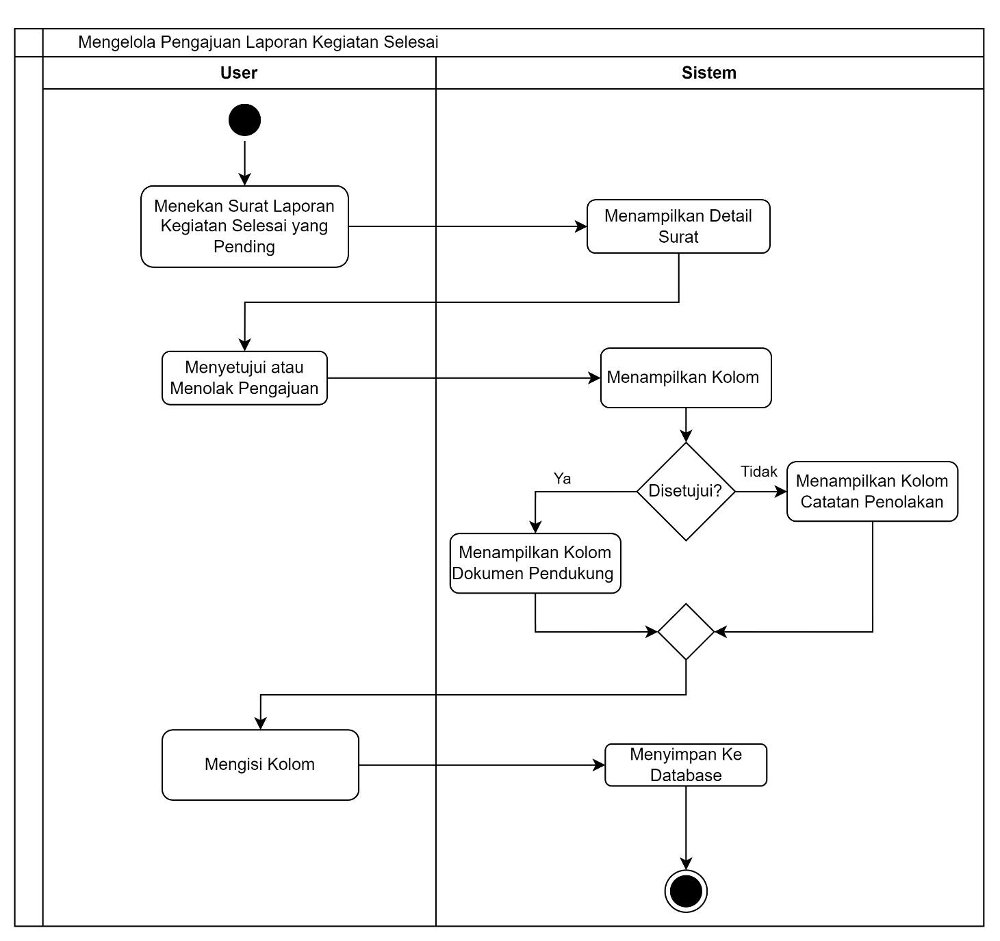 Mengelola Pengajuan Laporan Kegiatan Selesai
User
Sistem
Menekan Surat Laporan
Kegiatan Selesai yang
Pending
Menampilkan Detail
Surat
Menyetujui atau
Menolak Pengajuan
Menampilkan Kolom
Disetujui?
Ya
Tidak
Menampilkan Kolom
Catatan Penolakan
Menampilkan Kolom
Dokumen Pendukung
Mengisi Kolom
Menyimpan Ke
Database